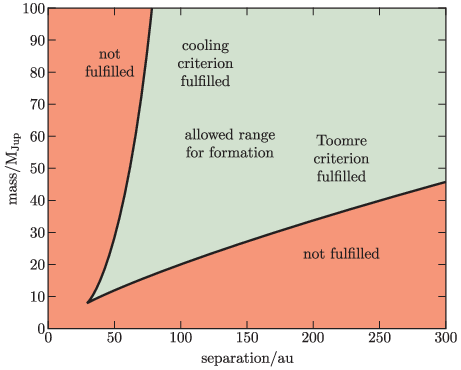 100
90
80
70
60
50
40
30
20
10
0
mass/M_Jup
not
fulfilled
cooling
criterion
fulfilled
allowed range
for formation
Toomre
criterion
fulfilled
not fulfilled
0 50 100 150 200 250 300
separation/au